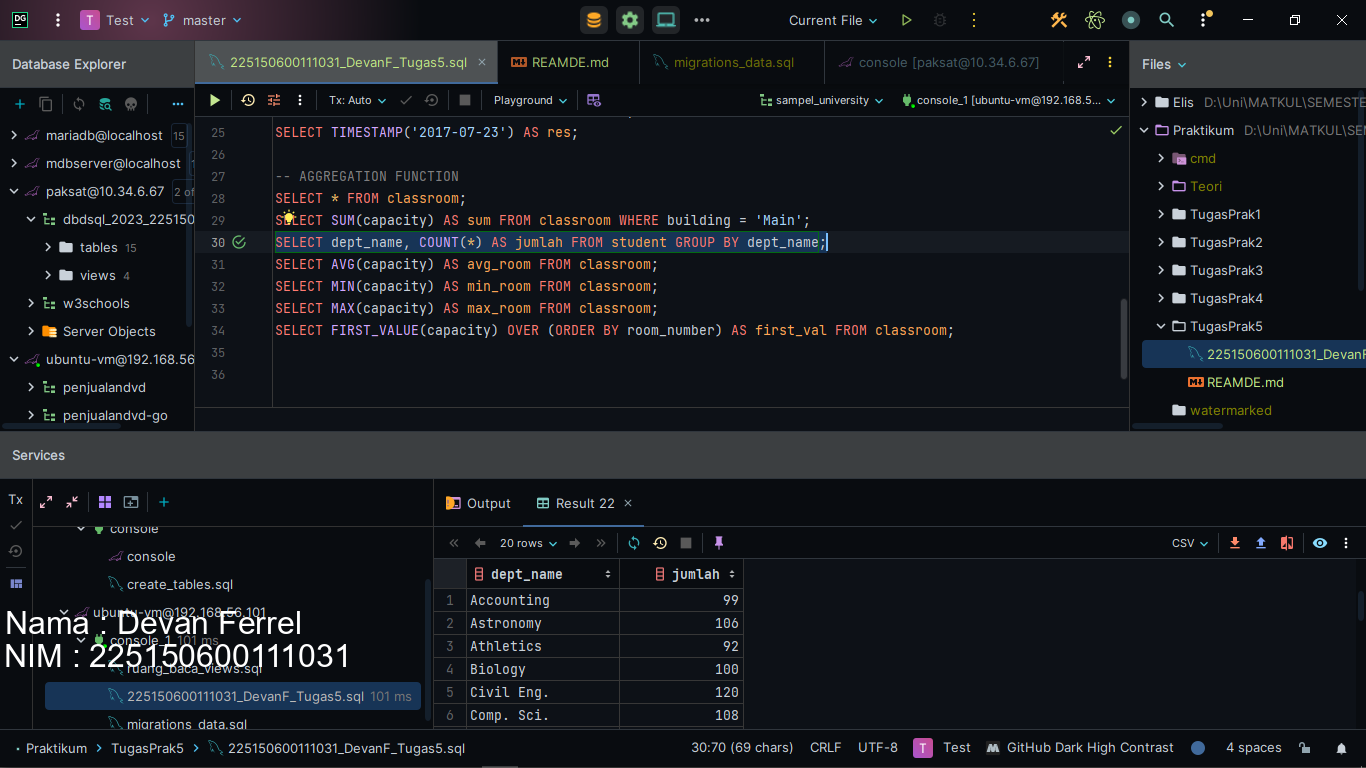 DG
T Test master Current File
Database Explorer
225150600111031_DevanF_Tugas5.sql
REAMDE.md
migrations_data.sql
console [paksat@10.34.6.67]
Files
Tx: Auto Playground sampel_university console_1 [ubuntu-vm@192.168.5...
mariadb@localhost 15
mdbserver@localhost
paksat@10.34.6.67 2 of
dbdsql_2023_225150
tables 15
views 4
w3schools
Server Objects
ubuntu-vm@192.168.56
penjualandvd
penjualandvd-go
25 SELECT TIMESTAMP('2017-07-23') AS res;
26
27 -- AGGREGATION FUNCTION
28 SELECT * FROM classroom;
29 SELECT SUM(capacity) AS sum FROM classroom WHERE building = 'Main';
30 SELECT dept_name, COUNT(*) AS jumlah FROM student GROUP BY dept_name;
31 SELECT AVG(capacity) AS avg_room FROM classroom;
32 SELECT MIN(capacity) AS min_room FROM classroom;
33 SELECT MAX(capacity) AS max_room FROM classroom;
34 SELECT FIRST_VALUE(capacity) OVER (ORDER BY room_number) AS first_val FROM classroom;
35
36
Elis D:\Uni\MATKUL\SEMESTE
Praktikum D:\Uni\MATKUL\SE
cmd
Teori
TugasPrak1
TugasPrak2
TugasPrak3
TugasPrak4
TugasPrak5
225150600111031_DevanF
REAMDE.md
watermarked
Services
Tx
console
console
create_tables.sql
ubuntu-vm@192.168.56.101
console_1 101 ms
ruang_baca_views.sql
225150600111031_DevanF_Tugas5.sql 101 ms
migrations_data.sql
Nama : Devan Ferrel
NIM : 225150600111031
Output Result 22
20 rows CSV
dept_name jumlah
1 Accounting 99
2 Astronomy 106
3 Athletics 92
4 Biology 100
5 Civil Eng. 120
6 Comp. Sci. 108
Praktikum TugasPrak5 225150600111031_DevanF_Tugas5.sql 30:70 (69 chars) CRLF UTF-8 T Test GitHub Dark High Contrast 4 spaces